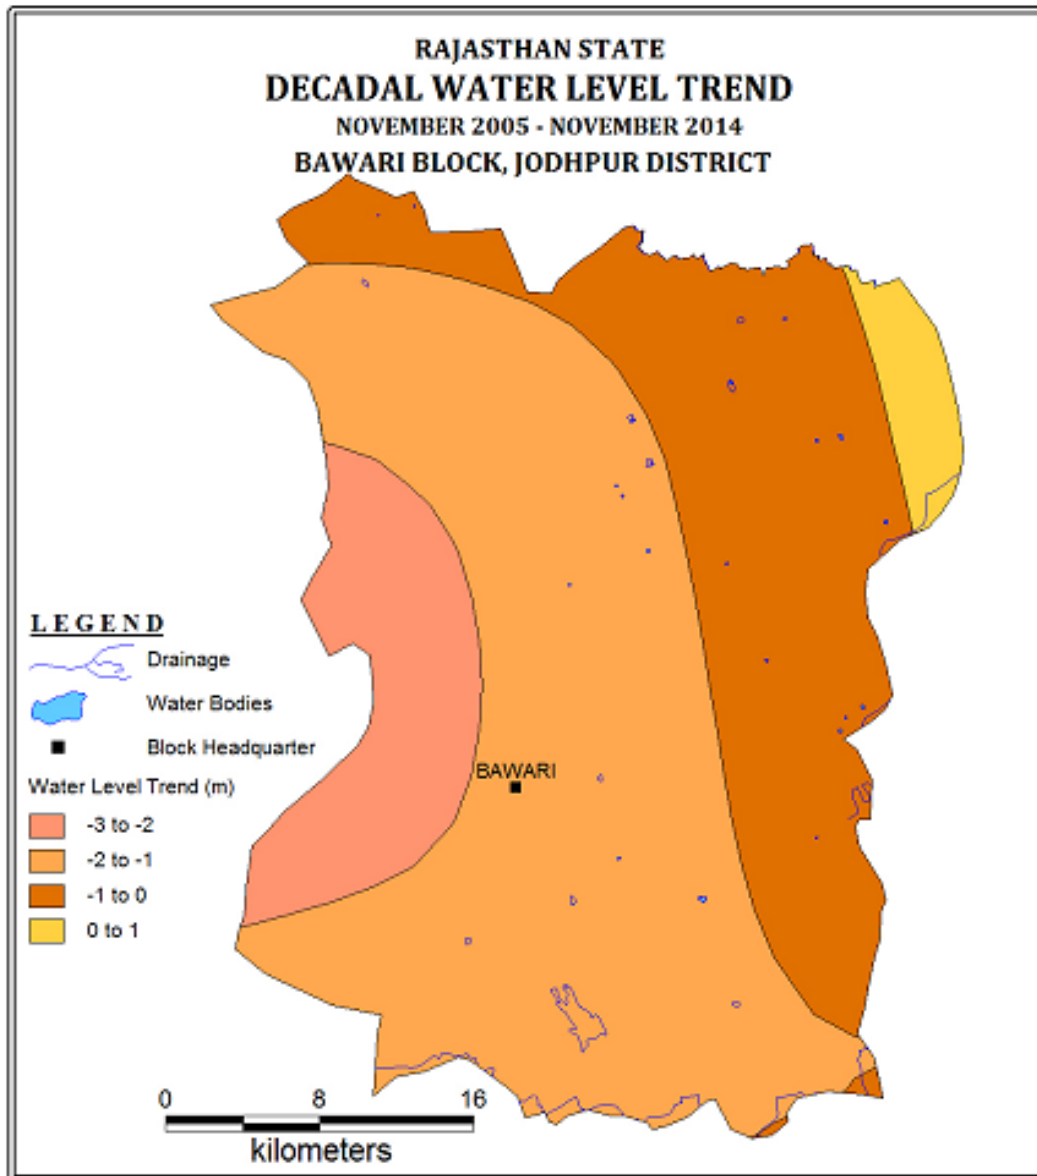 RAJASTHAN STATE
DECADAL WATER LEVEL TREND
NOVEMBER 2005 - NOVEMBER 2014
BAWARI BLOCK, JODHPUR DISTRICT
BAWARI
LEGEND
Drainage
Water Bodies
Block Headquarter
Water Level Trend (m)
-3 to -2
-2 to -1
-1 to 0
0 to 1
0 8 16
kilometers